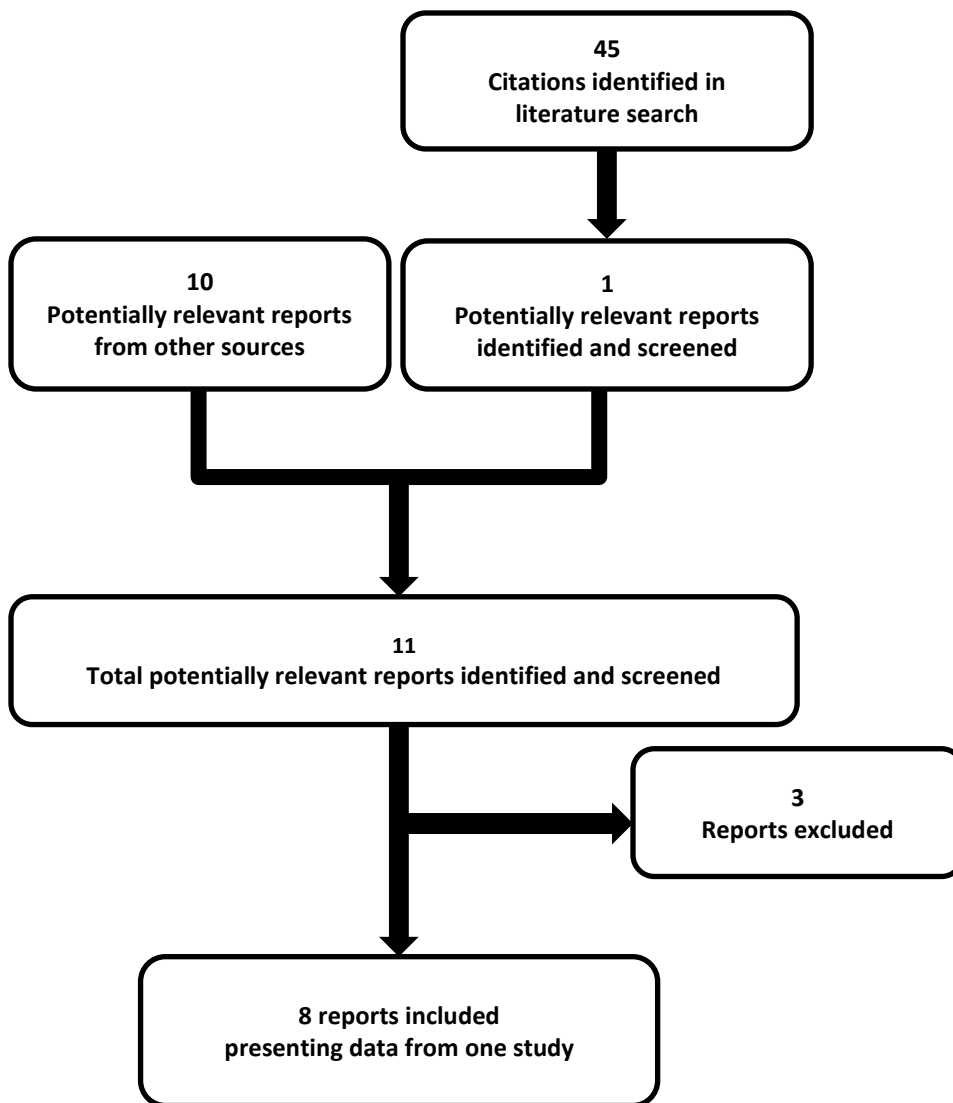 45
Citations identified in
literature search
10
Potentially relevant reports
from other sources
1
Potentially relevant reports
identified and screened
11
Total potentially relevant reports identified and screened
3
Reports excluded
8 reports included
presenting data from one study